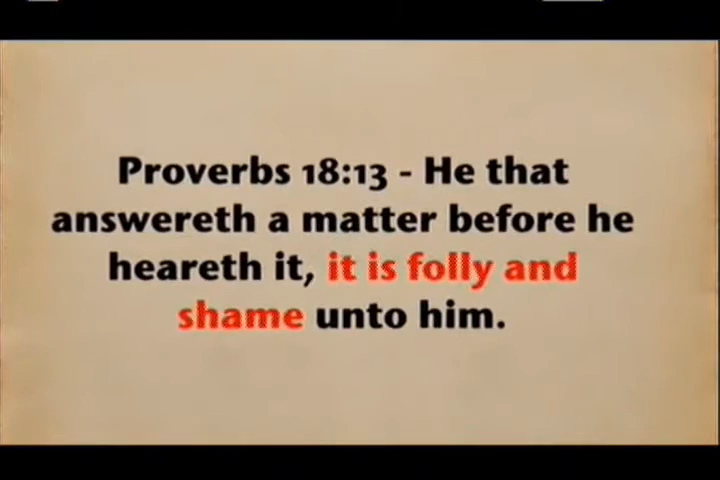 Proverbs 18:13 - He that
answereth a matter before he
heareth it, it is folly and
shame unto him.